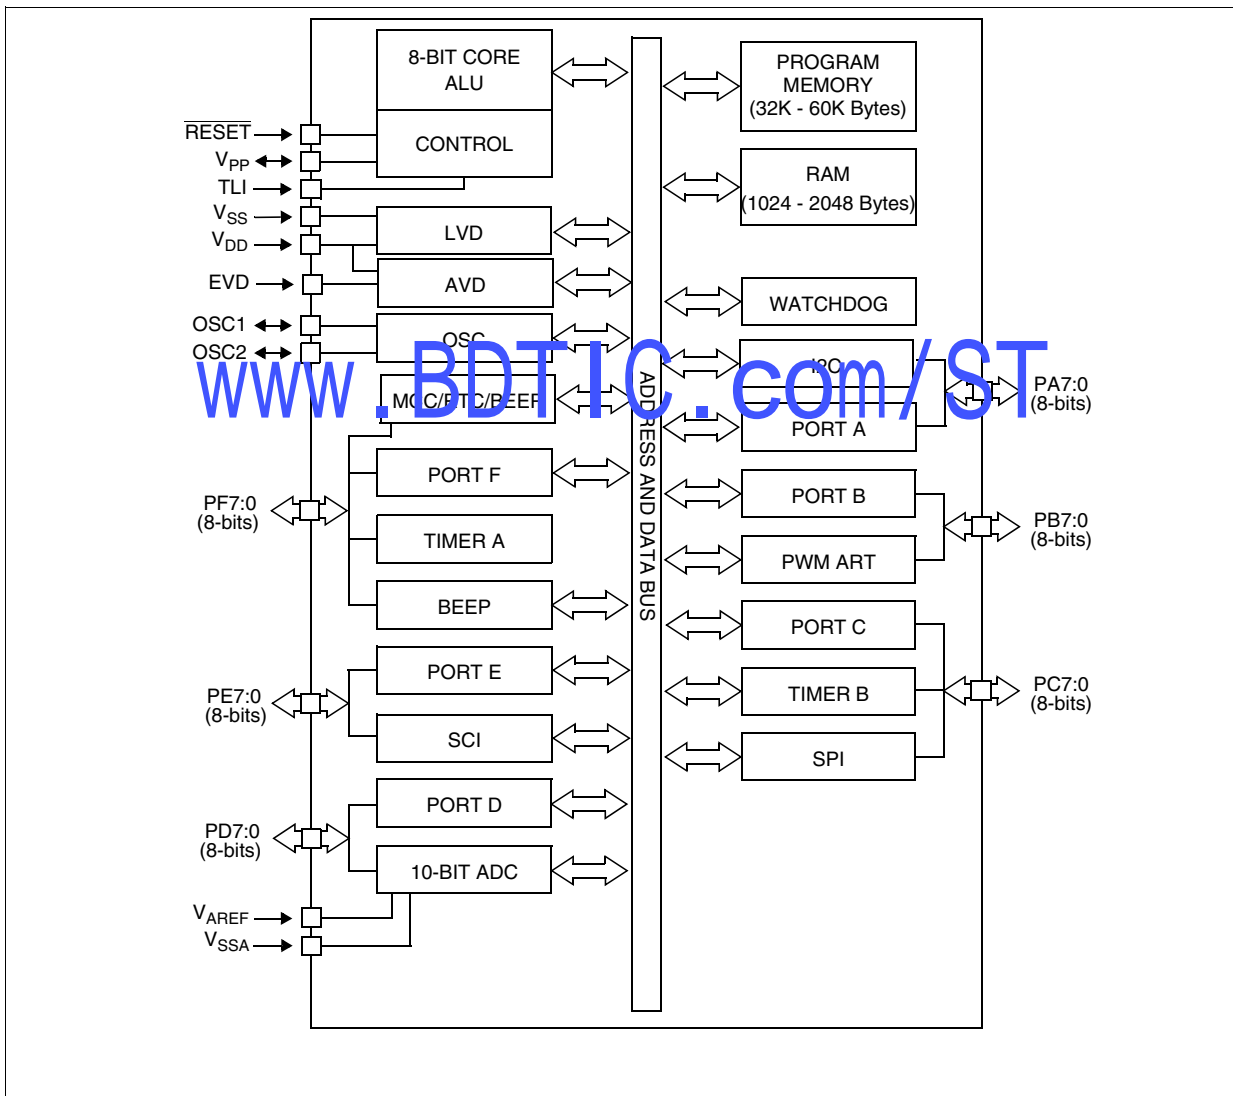 8-BIT CORE
ALU
CONTROL
RESET
VPP
TLI
VSS
VDD
EVD
OSC1
OSC2
LVD
AVD
OSC
MCC/RTC/BEEP
PORT F
TIMER A
BEEP
PF7:0
(8-bits)
PORT E
SCI
PE7:0
(8-bits)
PORT D
10-BIT ADC
PD7:0
(8-bits)
VAREF
VSSA
ADDRESS AND DATA BUS
PROGRAM
MEMORY
(32K - 60K Bytes)
RAM
(1024 - 2048 Bytes)
WATCHDOG
I2C
PORT A
PA7:0
(8-bits)
PORT B
PWM ART
PB7:0
(8-bits)
PORT C
TIMER B
SPI
PC7:0
(8-bits)
www.BDTIC.com/ST